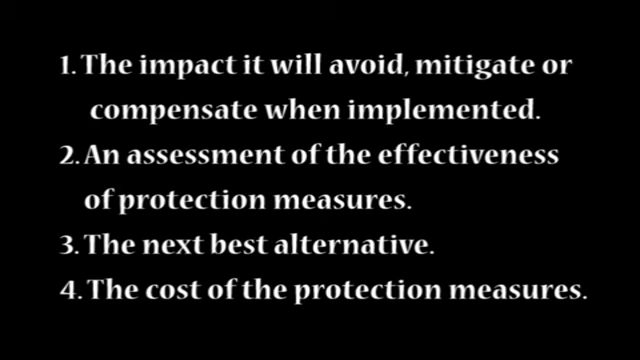 1. The impact it will avoid, mitigate or
compensate when implemented.
2. An assessment of the effectiveness
of protection measures.
3. The next best alternative.
4. The cost of the protection measures.